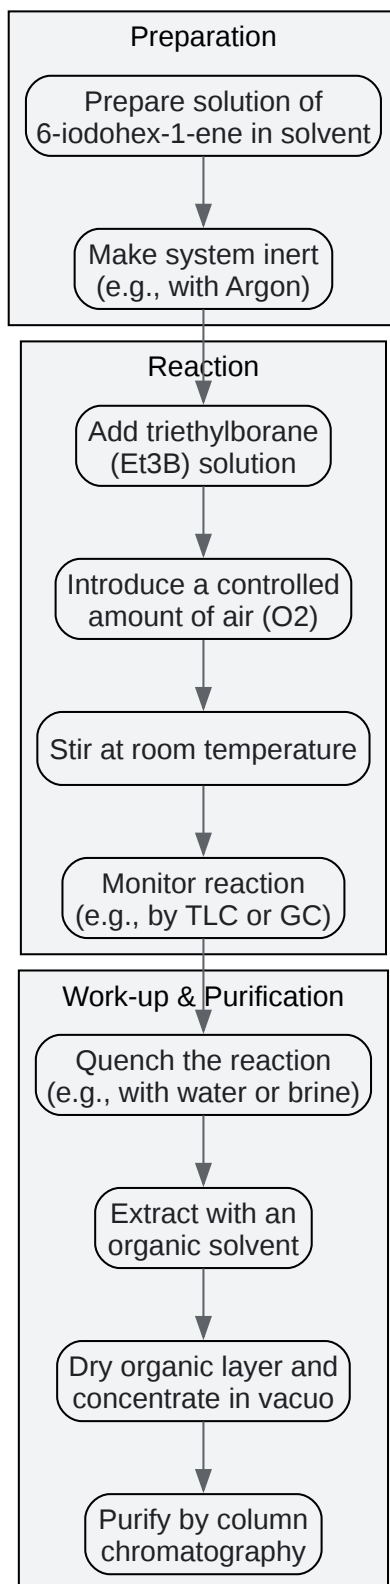 Preparation
Prepare solution of
6-iodohex-1-ene in solvent
Make system inert
(e.g., with Argon)
Reaction
Add triethylborane
(Et3B) solution
Introduce a controlled
amount of air (O2)
Stir at room temperature
Monitor reaction
(e.g., by TLC or GC)
Work-up & Purification
Quench the reaction
(e.g., with water or brine)
Extract with an
organic solvent
Dry organic layer and
concentrate in vacuo
Purify by column
chromatography